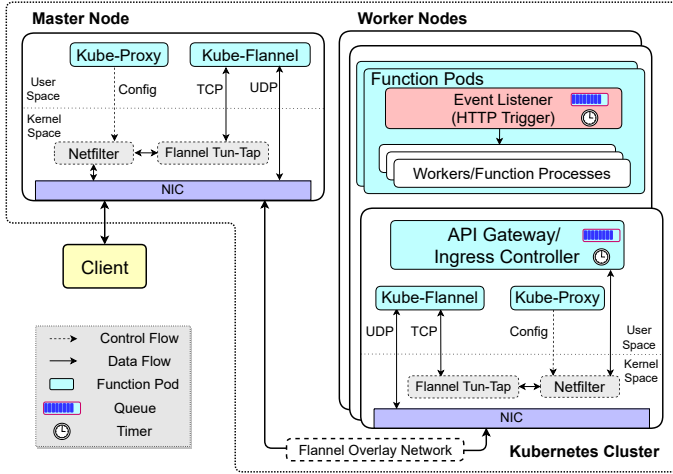 Master Node
Kube-Proxy
Kube-Flannel
User
Space
Config
TCP
UDP
Kernel
Space
Netfilter
Flannel Tun-Tap
NIC
Client
Control Flow
Data Flow
Function Pod
Queue
Timer
Worker Nodes
Function Pods
Event Listener
(HTTP Trigger)
Workers/Function Processes
API Gateway/
Ingress Controller
Kube-Flannel
Kube-Proxy
UDP
TCP
Config
User
Space
Kernel
Space
Flannel Tun-Tap
Netfilter
NIC
Flannel Overlay Network
Kubernetes Cluster